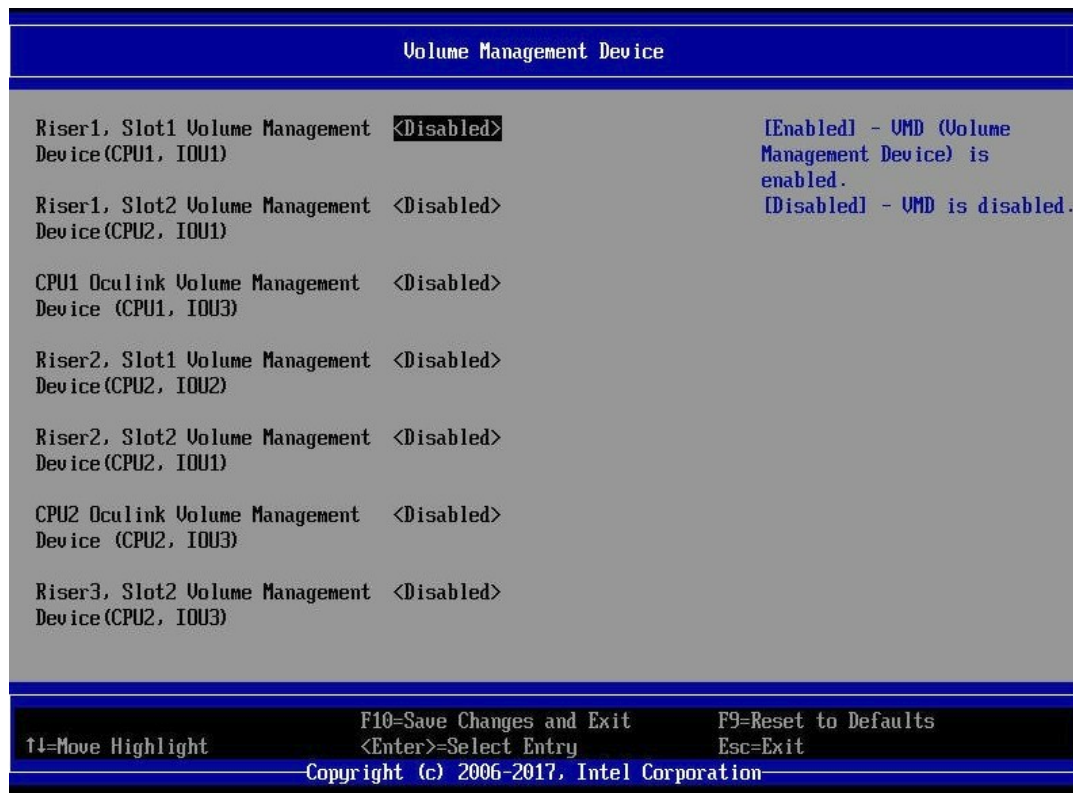 Volume Management Device
Riser1, Slot1 Volume Management <Disabled>
Device(CPU1, IOU1)
Riser1, Slot2 Volume Management <Disabled>
Device(CPU2, IOU1)
CPU1 Oculink Volume Management <Disabled>
Device (CPU1, IOU3)
Riser2, Slot1 Volume Management <Disabled>
Device(CPU2, IOU2)
Riser2, Slot2 Volume Management <Disabled>
Device(CPU2, IOU1)
CPU2 Oculink Volume Management <Disabled>
Device (CPU2, IOU3)
Riser3, Slot2 Volume Management <Disabled>
Device(CPU2, IOU3)
[Enabled] - VMD (Volume
Management Device) is
enabled.
[Disabled] - VMD is disabled.
F10=Save Changes and Exit F9=Reset to Defaults
↑↓=Move Highlight <Enter>=Select Entry Esc=Exit
Copyright (c) 2006-2017, Intel Corporation